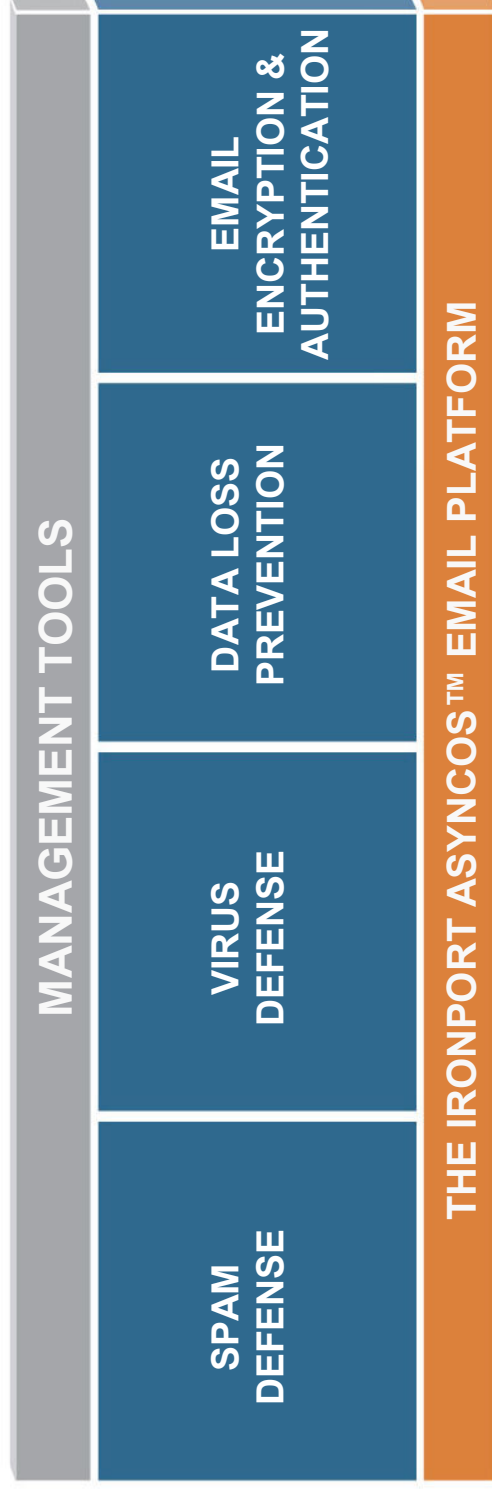 MANAGEMENT TOOLS
SPAM
DEFENSE
VIRUS
DEFENSE
DATA LOSS
PREVENTION
EMAIL
ENCRYPTION &
AUTHENTICATION
THE IRONPORT ASYNCOS™ EMAIL PLATFORM